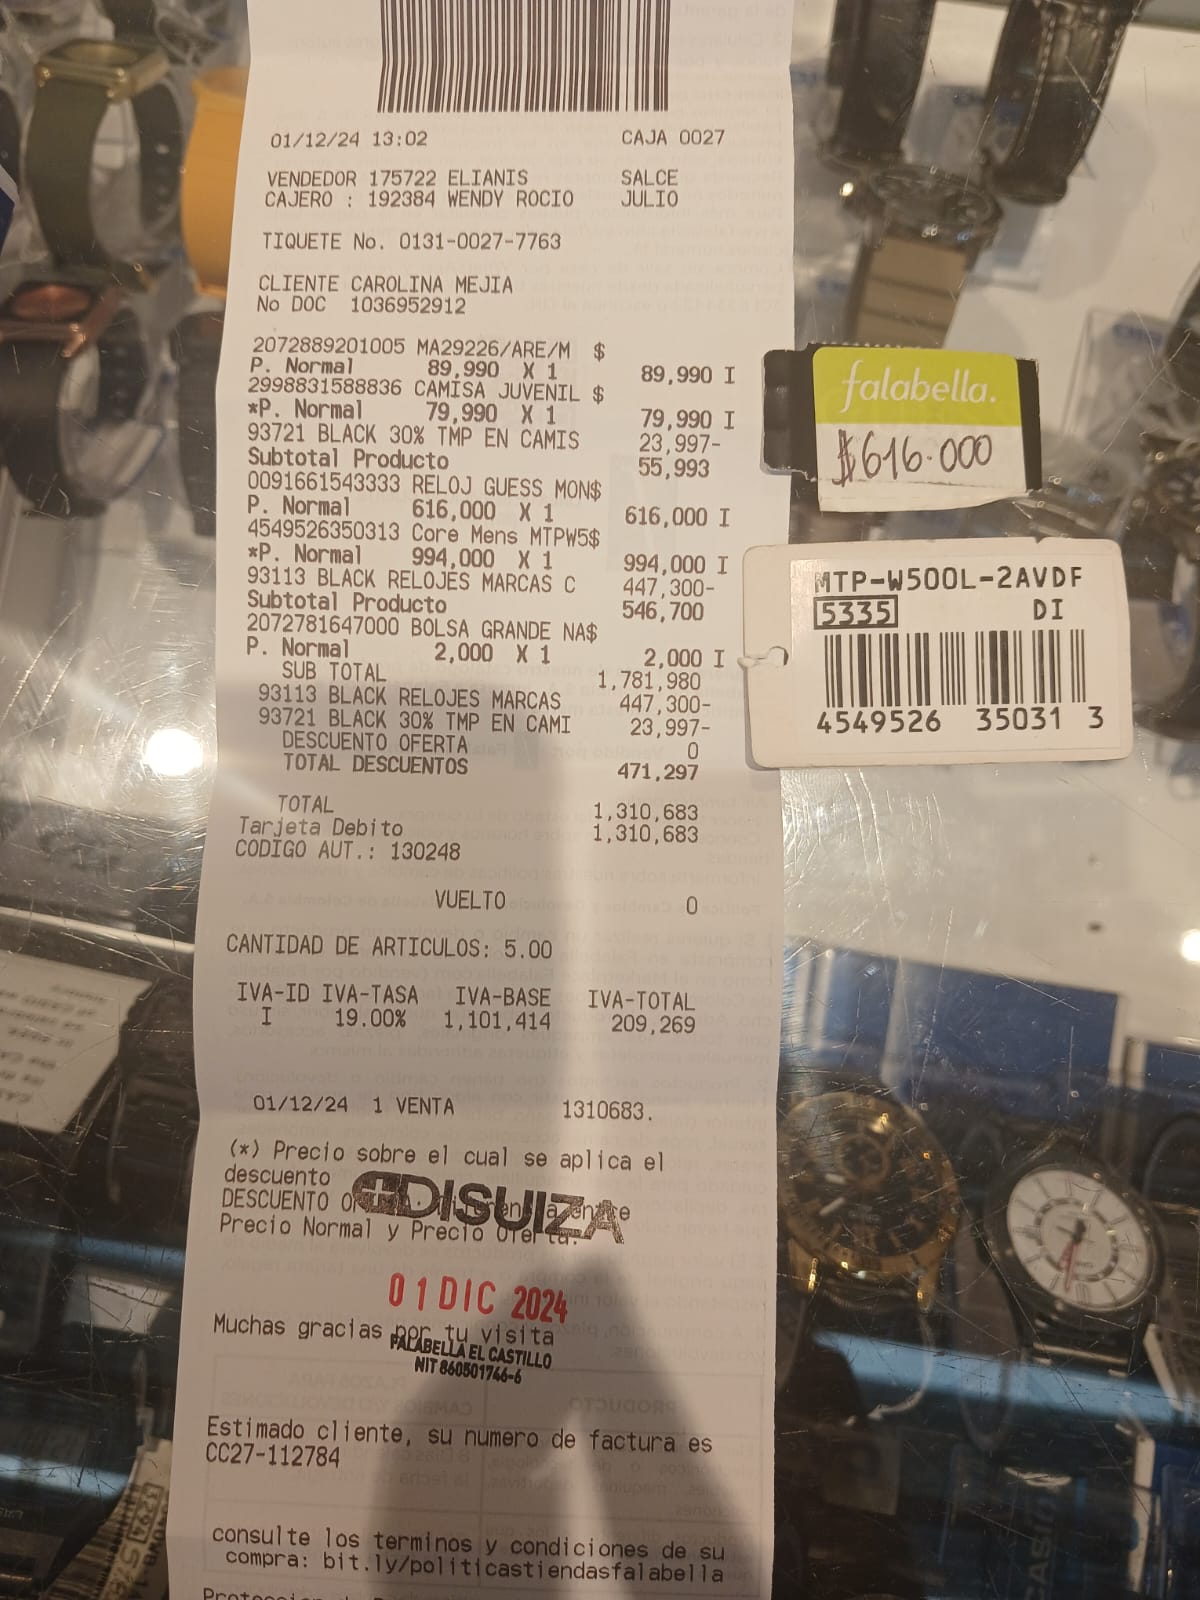 01/12/24 13:02 CAJA 0027
VENDEDOR 175722 ELIANIS SALCE
CAJERO : 192384 WENDY ROCIO JULIO
TIQUETE No. 0131-0027-7763
CLIENTE CAROLINA MEJIA
No DOC 1036952912
2072889201005 MA29226/ARE/M $
P. Normal 89,990 X 1 89,990 I
2998831588836 CAMISA JUVENIL $
*P. Normal 79,990 X 1 79,990 I
93721 BLACK 30% TMP EN CAMIS 23,997-
Subtotal Producto 55,993
0091661543333 RELOJ GUESS MON$
P. Normal 616,000 X 1 616,000 I
4549526350313 Core Mens MTPW5$
*P. Normal 994,000 X 1 994,000 I
93113 BLACK RELOJES MARCAS C 447,300-
Subtotal Producto 546,700
2072781647000 BOLSA GRANDE NA$
P. Normal 2,000 X 1 2,000 I
SUB TOTAL 1,781,980
93113 BLACK RELOJES MARCAS 447,300-
93721 BLACK 30% TMP EN CAMI 23,997-
DESCUENTO OFERTA 0
TOTAL DESCUENTOS 471,297
TOTAL 1,310,683
Tarjeta Debito 1,310,683
CODIGO AUT.: 130248
VUELTO 0
CANTIDAD DE ARTICULOS: 5.00
IVA-ID IVA-TASA IVA-BASE IVA-TOTAL
I 19.00% 1,101,414 209,269
01/12/24 1 VENTA 1310683.
(*) Precio sobre el cual se aplica el
descuento
DISUIZA
DESCUENTO
Precio Normal y Precio Oferta.
01 DIC 2024
Muchas gracias por tu visita
FALABELLA EL CASTILLO
NIT 860501746-6
Estimado cliente, su numero de factura es
CC27-112784
consulte los terminos y condiciones de su
compra: bit.ly/politicastiendasfalabella
falabella.
$616.000
MTP-W500L-2AVDF
5335 DI
4549526 35031 3
CASIO